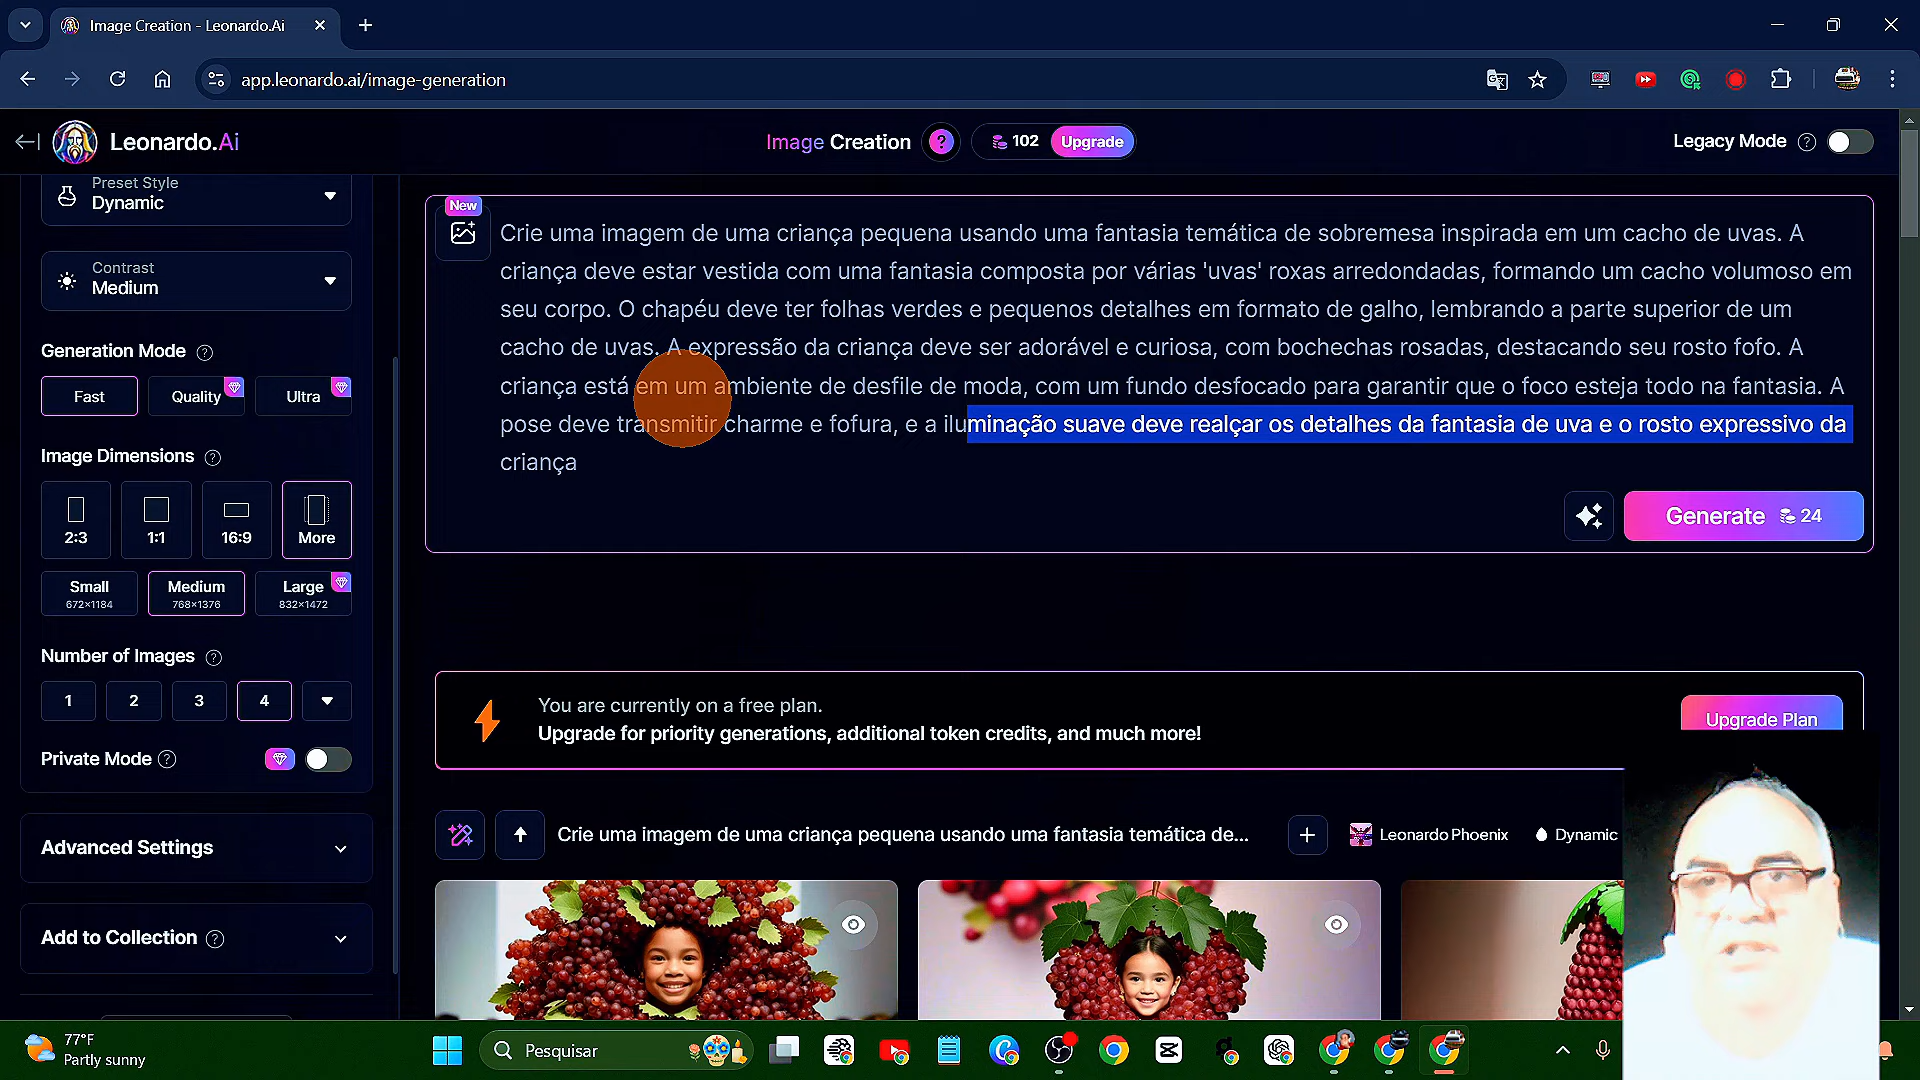 Image Creation - Leonardo.Ai
app.leonardo.ai/image-generation
Leonardo.Ai
Image Creation ?
102 Upgrade
Legacy Mode ?
Preset Style
Dynamic
Contrast
Medium
Generation Mode ?
Fast Quality Ultra
Image Dimensions ?
2:3 1:1 16:9 More
Small Medium Large
672×1184 768×1376 832×1472
Number of Images ?
1 2 3 4
Private Mode ?
Advanced Settings
Add to Collection ?
New
Crie uma imagem de uma criança pequena usando uma fantasia temática de sobremesa inspirada em um cacho de uvas. A
criança deve estar vestida com uma fantasia composta por várias 'uvas' roxas arredondadas, formando um cacho volumoso em
seu corpo. O chapéu deve ter folhas verdes e pequenos detalhes em formato de galho, lembrando a parte superior de um
cacho de uvas. A expressão da criança deve ser adorável e curiosa, com bochechas rosadas, destacando seu rosto fofo. A
criança está em um ambiente de desfile de moda, com um fundo desfocado para garantir que o foco esteja todo na fantasia. A
pose deve transmitir charme e fofura, e a iluminação suave deve realçar os detalhes da fantasia de uva e o rosto expressivo da
criança
Generate 24
You are currently on a free plan.
Upgrade for priority generations, additional token credits, and much more!
Upgrade Plan
Crie uma imagem de uma criança pequena usando uma fantasia temática de...
Leonardo Phoenix Dynamic
77°F
Partly sunny
Pesquisar